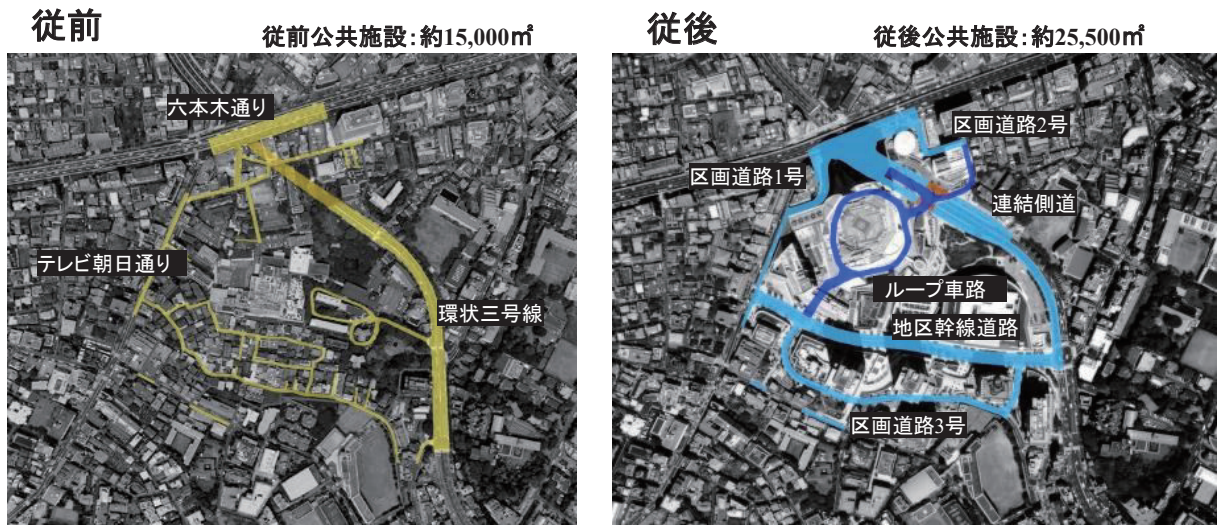 従前
従前公共施設:約15,000㎡
六本木通り
テレビ朝日通り
環状三号線
従後
従後公共施設:約25,500㎡
区画道路2号
区画道路1号
連結側道
ループ車路
地区幹線道路
区画道路3号